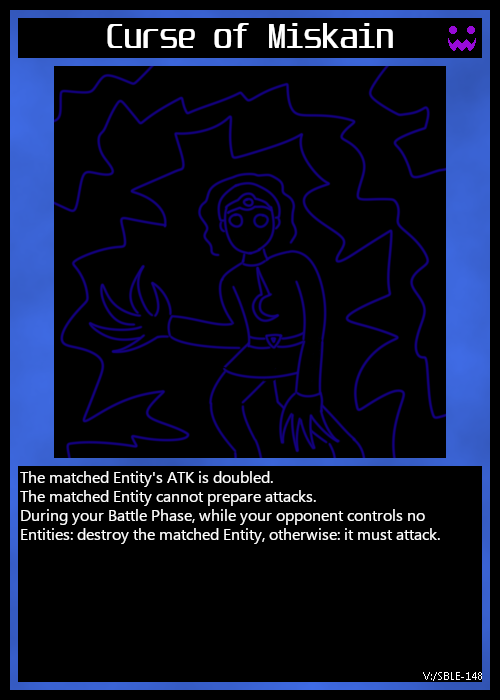 Curse of Miskain
The matched Entity's ATK is doubled.
The matched Entity cannot prepare attacks.
During your Battle Phase, while your opponent controls no
Entities: destroy the matched Entity, otherwise: it must attack.
V:/SBLE-148